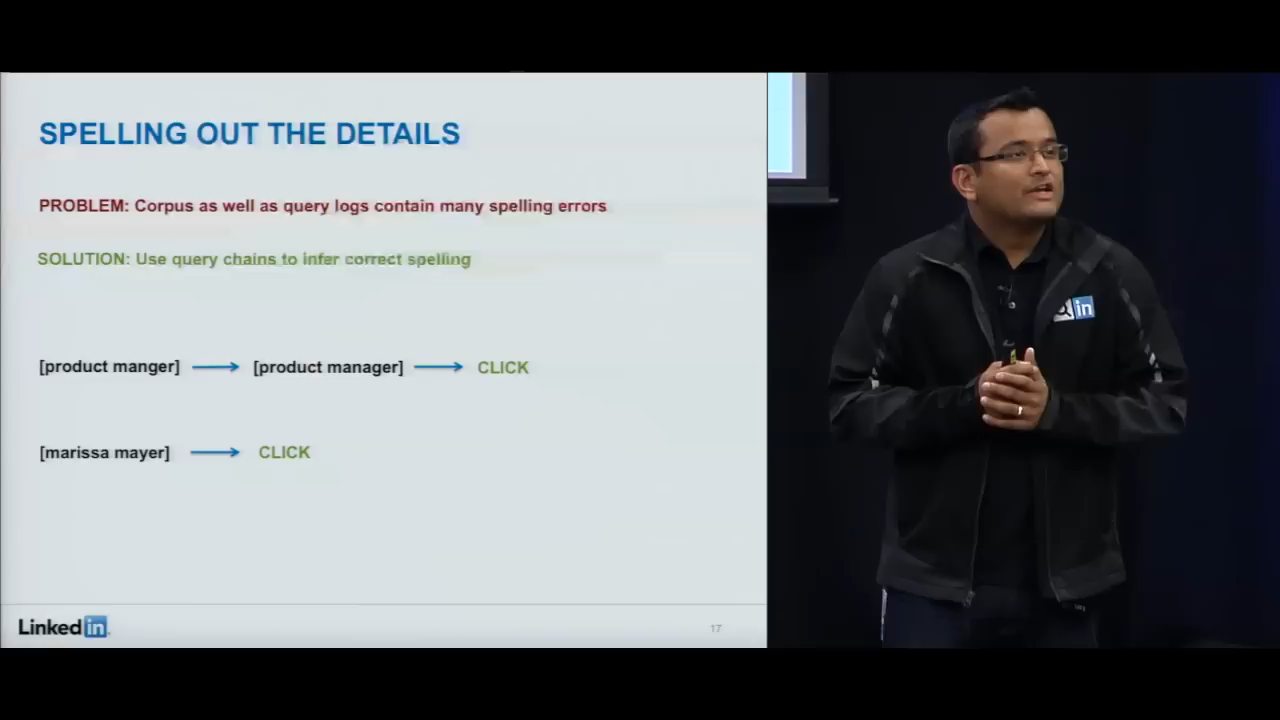 SPELLING OUT THE DETAILS
PROBLEM: Corpus as well as query logs contain many spelling errors
SOLUTION: Use query chains to infer correct spelling
[product manger] → [product manager] → CLICK
[marissa mayer] → CLICK
LinkedIn
17
in